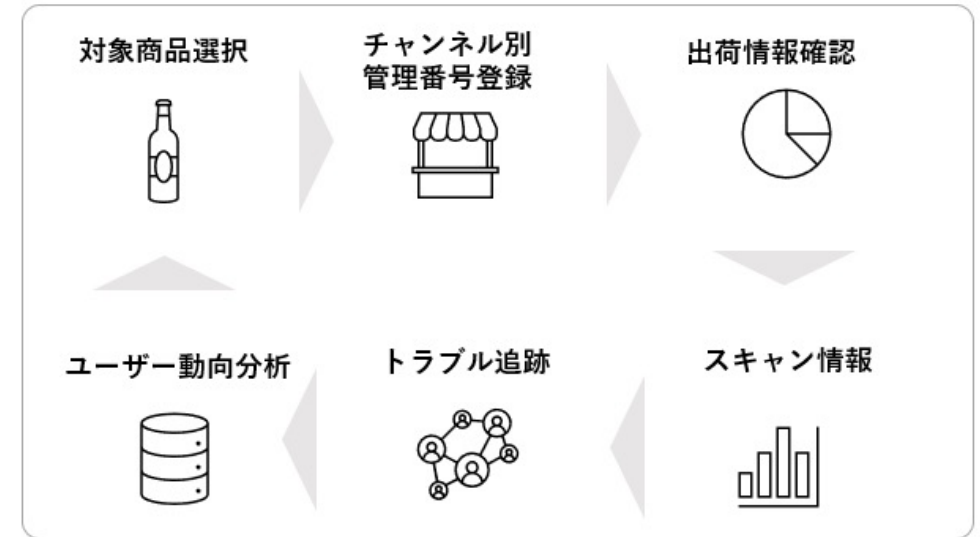 対象商品選択
チャンネル別
管理番号登録
出荷情報確認
スキャン情報
トラブル追跡
ユーザー動向分析